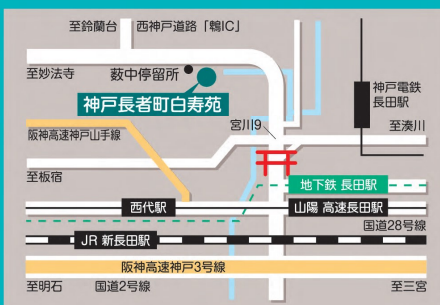 至鈴蘭台
西神戸道路「鵯IC」
至妙法寺
薮中停留所
神戸長者町白寿苑
神戸電鉄
長田駅
宮川9
至湊川
阪神高速神戸山手線
至板宿
地下鉄 長田駅
西代駅
山陽 高速長田駅
国道28号線
JR 新長田駅
阪神高速神戸3号線
至明石
国道2号線
至三宮